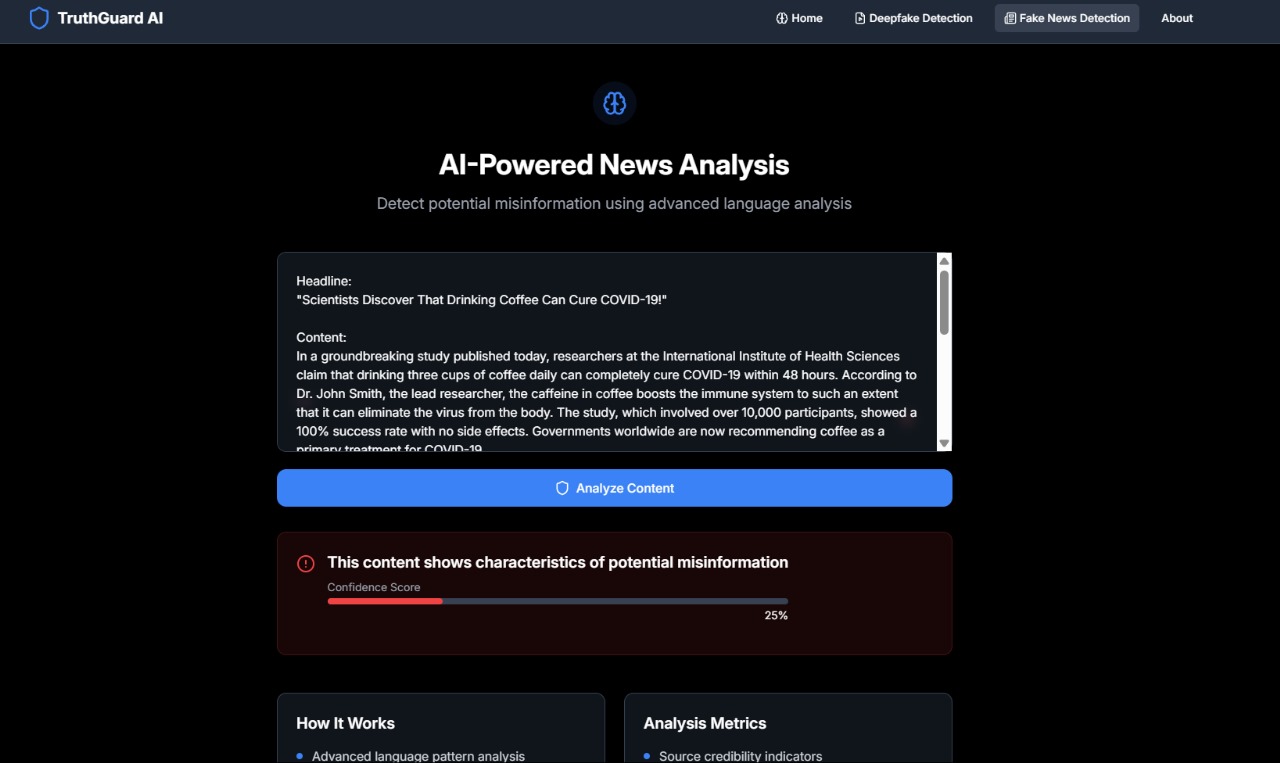 TruthGuard AI
Home
Deepfake Detection
Fake News Detection
About
AI-Powered News Analysis
Detect potential misinformation using advanced language analysis
Headline:
"Scientists Discover That Drinking Coffee Can Cure COVID-19!"
Content:
In a groundbreaking study published today, researchers at the International Institute of Health Sciences
claim that drinking three cups of coffee daily can completely cure COVID-19 within 48 hours. According to
Dr. John Smith, the lead researcher, the caffeine in coffee boosts the immune system to such an extent
that it can eliminate the virus from the body. The study, which involved over 10,000 participants, showed a
100% success rate with no side effects. Governments worldwide are now recommending coffee as a
primary treatment for COVID-19
Analyze Content
This content shows characteristics of potential misinformation
Confidence Score
25%
How It Works
Advanced language pattern analysis
Analysis Metrics
Source credibility indicators